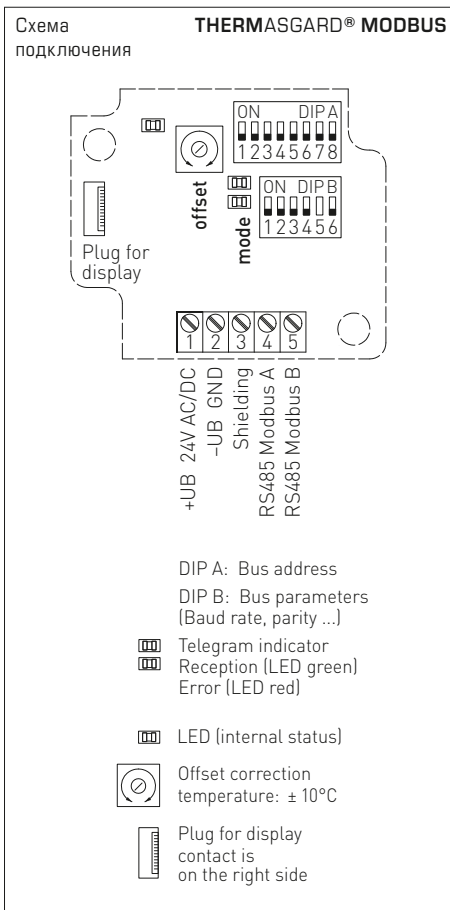 Схема
подключения
THERMASGARD® MODBUS
ON DIP A
1 2 3 4 5 6 7 8
offset
mode
ON DIP B
1 2 3 4 5 6
Plug for
display
1 2 3 4 5
+UB 24V AC/DC
–UB GND
Shielding
RS485 Modbus A
RS485 Modbus B
DIP A: Bus address
DIP B: Bus parameters
(Baud rate, parity ...)
Telegram indicator
Reception (LED green)
Error (LED red)
LED (internal status)
Offset correction
temperature: ± 10°C
Plug for display
contact is
on the right side